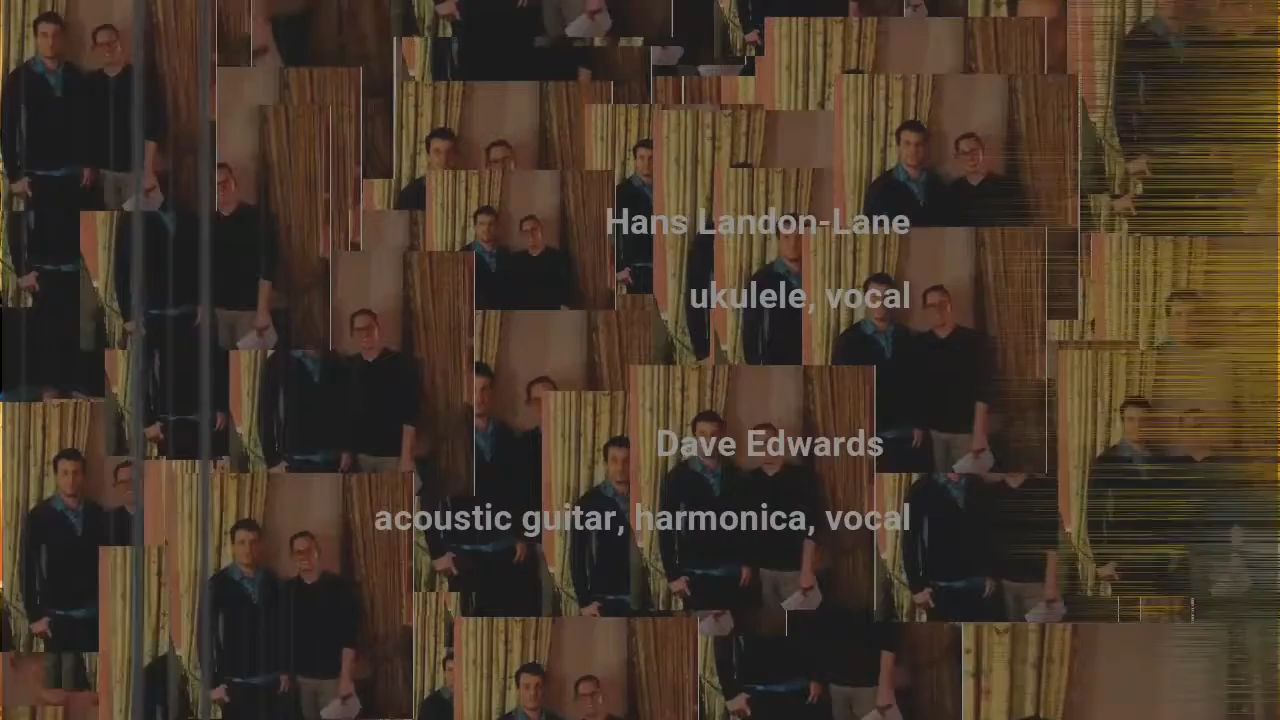 Hans Landon-Lane
ukulele, vocal
Dave Edwards
acoustic guitar, harmonica, vocal